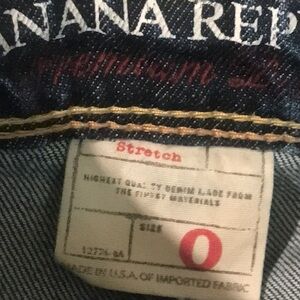 ANANA REP
Stretch
HIGHEST QUALITY DENIM MADE FROM
THE FINEST MATERIALS
SIZE
0
MADE IN U.S.A. OF IMPORTED FABRIC